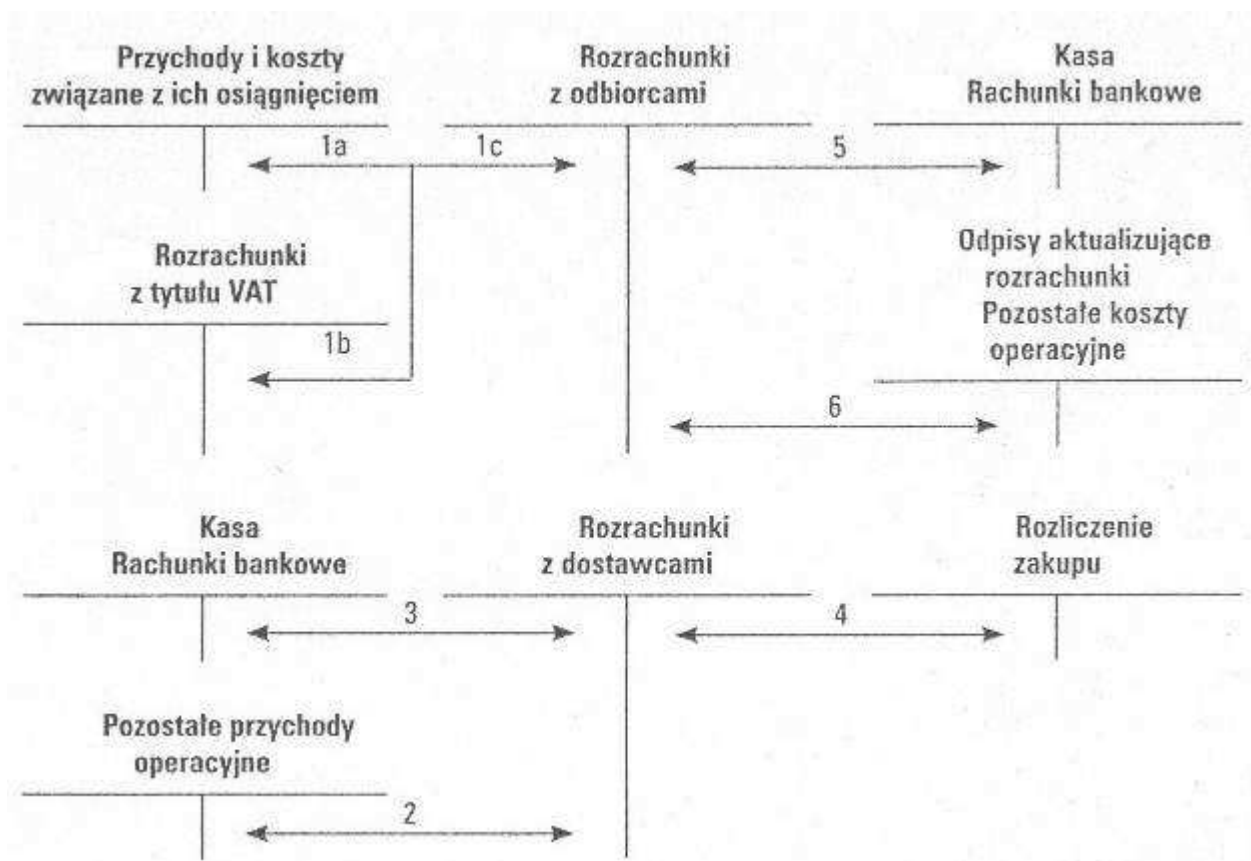 Przychody i koszty
związane z ich osiągnięciem
Rozrachunki
z odbiorcami
Kasa
Rachunki bankowe
1a
1c
5
Rozrachunki
z tytułu VAT
1b
Odpisy aktualizujące
rozrachunki
Pozostałe koszty
operacyjne
6
Kasa
Rachunki bankowe
Rozrachunki
z dostawcami
Rozliczenie
zakupu
3
4
Pozostałe przychody
operacyjne
2